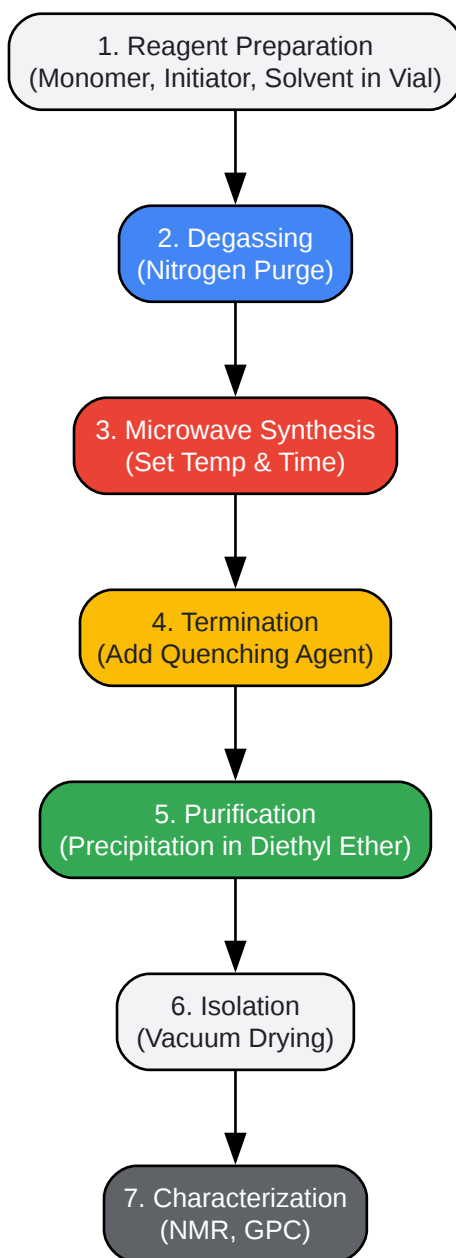 1. Reagent Preparation
(Monomer, Initiator, Solvent in Vial)
2. Degassing
(Nitrogen Purge)
3. Microwave Synthesis
(Set Temp & Time)
4. Termination
(Add Quenching Agent)
5. Purification
(Precipitation in Diethyl Ether)
6. Isolation
(Vacuum Drying)
7. Characterization
(NMR, GPC)